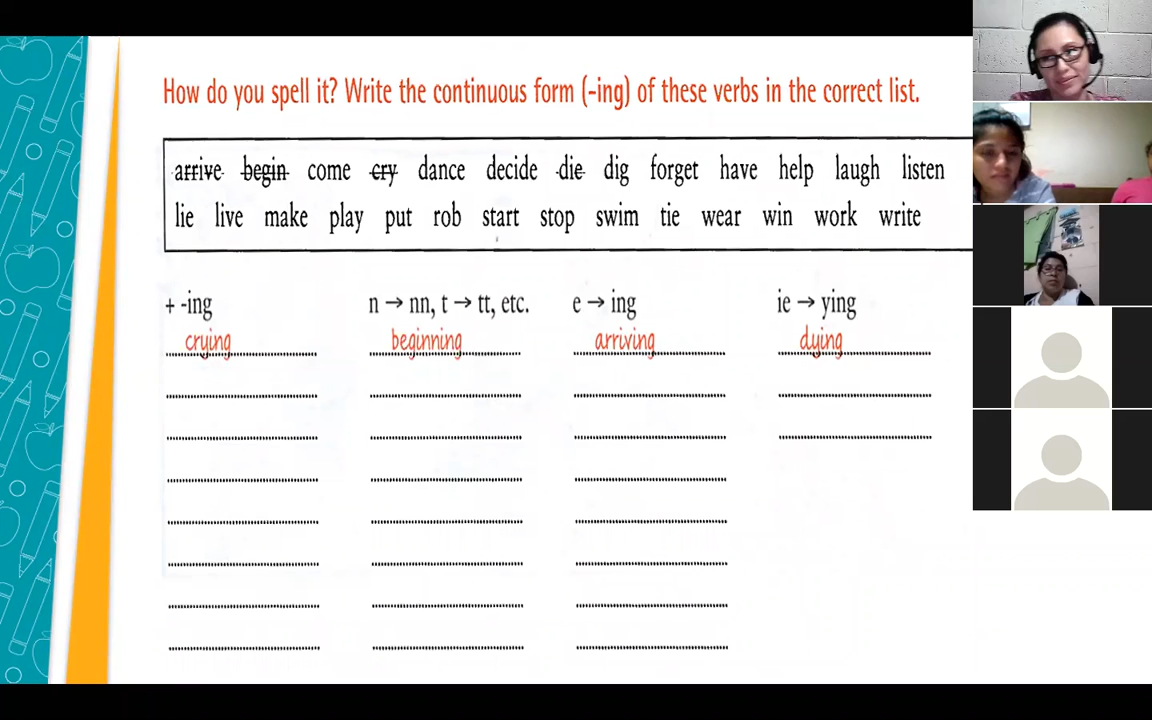 How do you spell it? Write the continuous form (-ing) of these verbs in the correct list.
arrive begin come cry dance decide die dig forget have help laugh listen
lie live make play put rob start stop swim tie wear win work write
+ -ing n → nn, t → tt, etc. e → ing ie → ying
crying beginning arriving dying